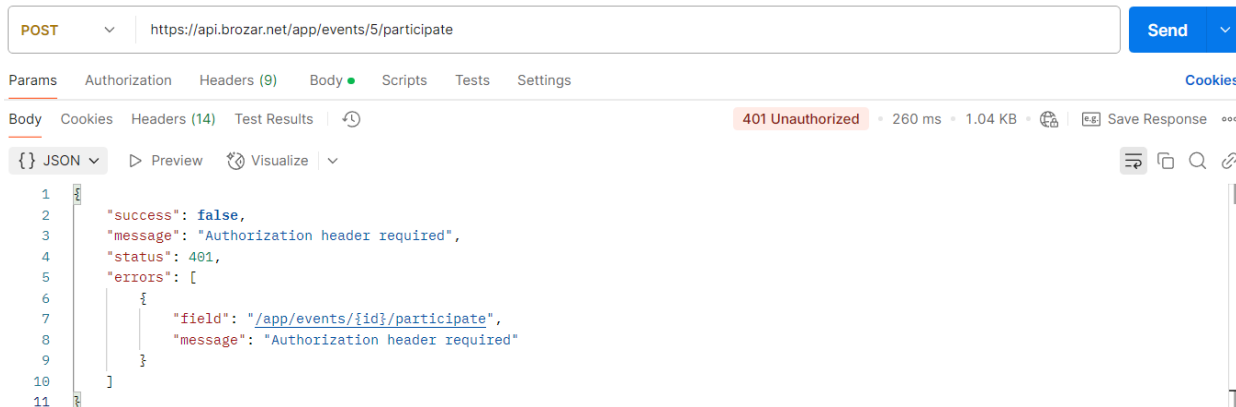 POST https://api.brozar.net/app/events/5/participate Send
Params Authorization Headers (9) Body Scripts Tests Settings Cookies
Body Cookies Headers (14) Test Results 401 Unauthorized 260 ms 1.04 KB e.g. Save Response
{} JSON Preview Visualize
1 {
2 "success": false,
3 "message": "Authorization header required",
4 "status": 401,
5 "errors": [
6 {
7 "field": "/app/events/{id}/participate",
8 "message": "Authorization header required"
9 }
10 ]
11 }